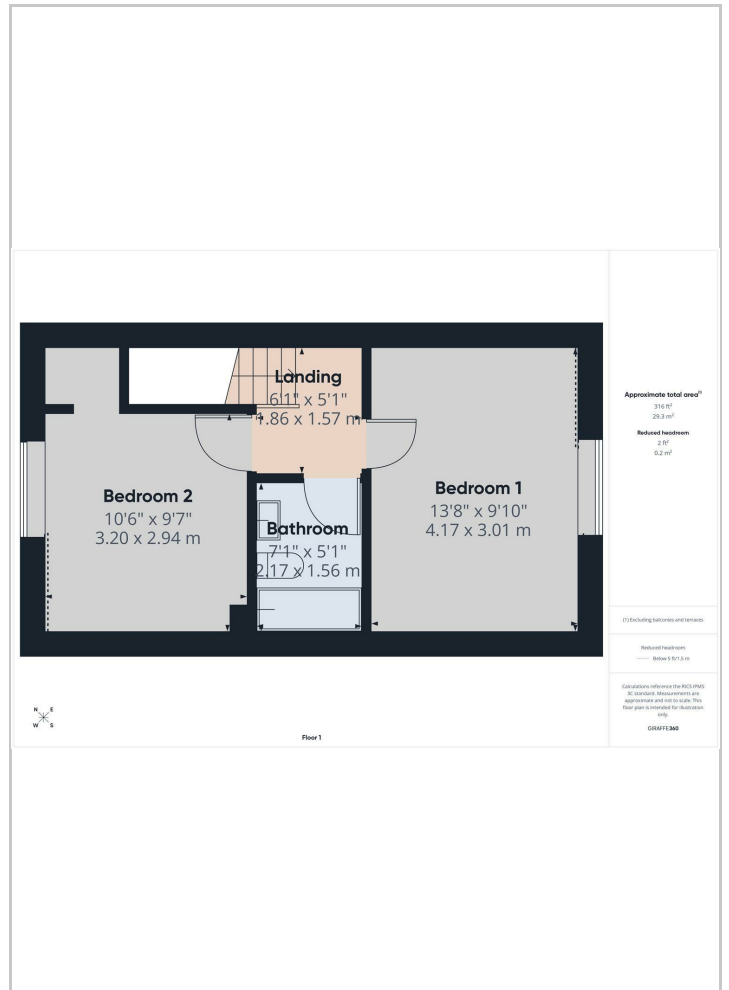 Landing
6'1" x 5'1"
1.86 x 1.57 m
Bedroom 2
10'6" x 9'7"
3.20 x 2.94 m
Bathroom
7'1" x 5'1"
2.17 x 1.56 m
Bedroom 1
13'8" x 9'10"
4.17 x 3.01 m
N E
W S
Floor 1
Approximate total area(1)
316 ft²
29.3 m²
Reduced headroom
2 ft²
0.2 m²
(1) Excluding balconies and terraces
Reduced headroom
Below 5 ft/1.5 m
Calculations reference the RICS IPMS
3C standard. Measurements are
approximate and not to scale. This
floor plan is intended for illustration
only.
GIRAFFE360